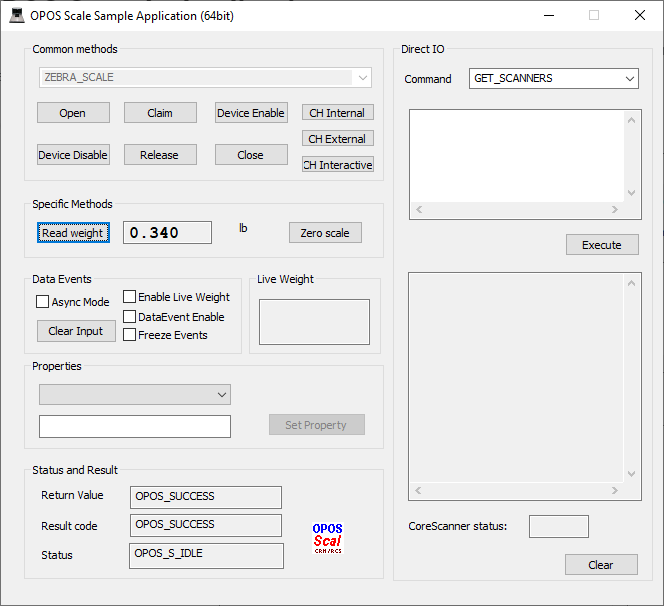 OPOS Scale Sample Application (64bit)
Common methods
ZEBRA_SCALE
Open
Claim
Device Enable
CH Internal
CH External
Device Disable
Release
Close
CH Interactive
Specific Methods
Read weight
0.340
lb
Zero scale
Data Events
Async Mode
Enable Live Weight
DataEvent Enable
Clear Input
Freeze Events
Live Weight
Properties
Set Property
Status and Result
Return Value
OPOS_SUCCESS
Result code
OPOS_SUCCESS
Status
OPOS_S_IDLE
OPOS
Scal
CRM/RCS
Direct IO
Command
GET_SCANNERS
Execute
CoreScanner status:
Clear